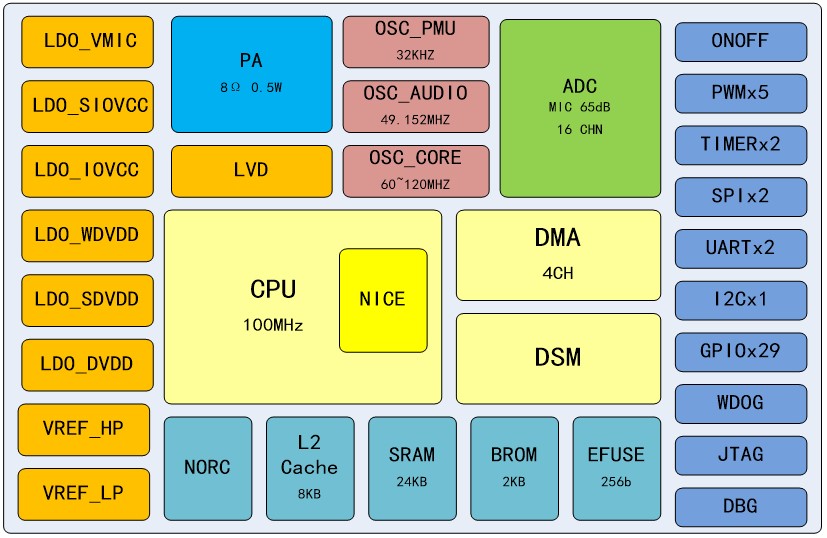 LDO_VMIC
LDO_SIOVCC
LDO_IOVCC
LDO_WDVDD
LDO_SDVDD
LDO_DVDD
VREF_HP
VREF_LP
PA
8Ω 0.5W
LVD
OSC_PMU
32KHZ
OSC_AUDIO
49.152MHZ
OSC_CORE
60~120MHZ
ADC
MIC 65dB
16 CHN
CPU
100MHz
NICE
DMA
4CH
DSM
NORC
L2
Cache
8KB
SRAM
24KB
BROM
2KB
EFUSE
256b
ONOFF
PWMx5
TIMERx2
SPIx2
UARTx2
I2Cx1
GPIOx29
WDOG
JTAG
DBG